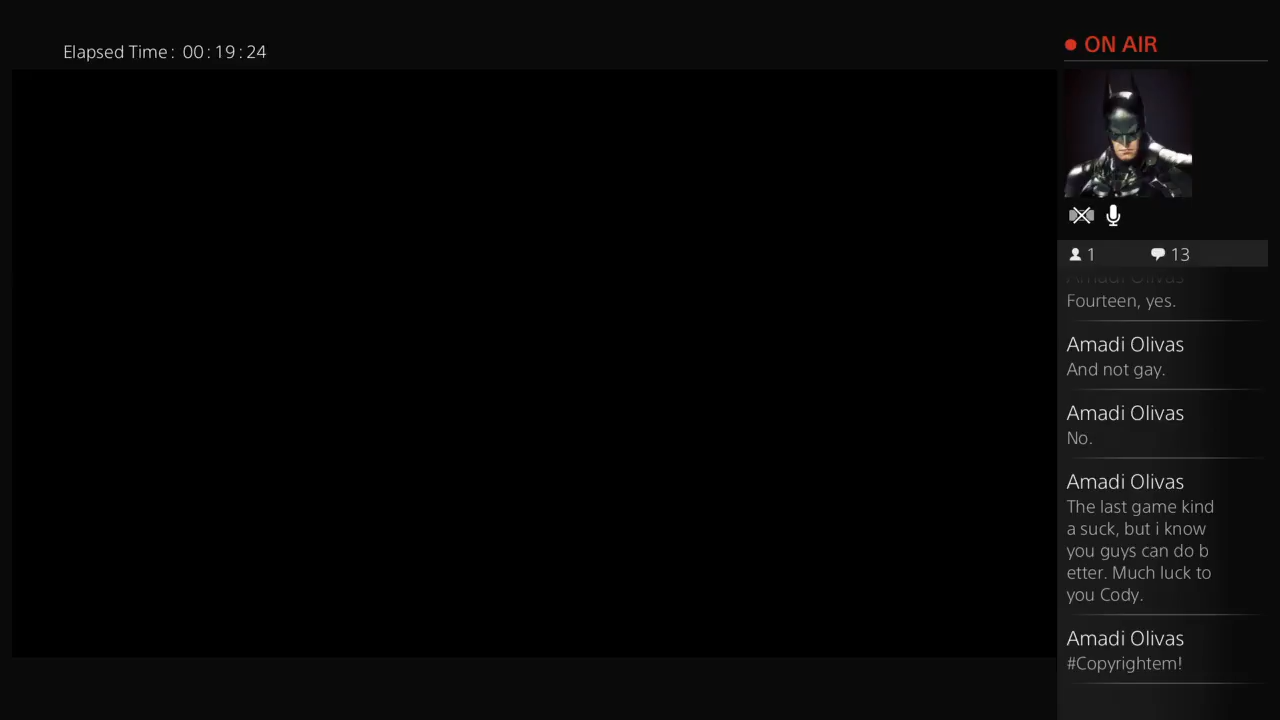 Elapsed Time: 00:19:24
ON AIR
1
13
Amadi Olivas
Fourteen, yes.
Amadi Olivas
And not gay.
Amadi Olivas
No.
Amadi Olivas
The last game kind
a suck, but i know
you guys can do b
etter. Much luck to
you Cody.
Amadi Olivas
#Copyrightem!